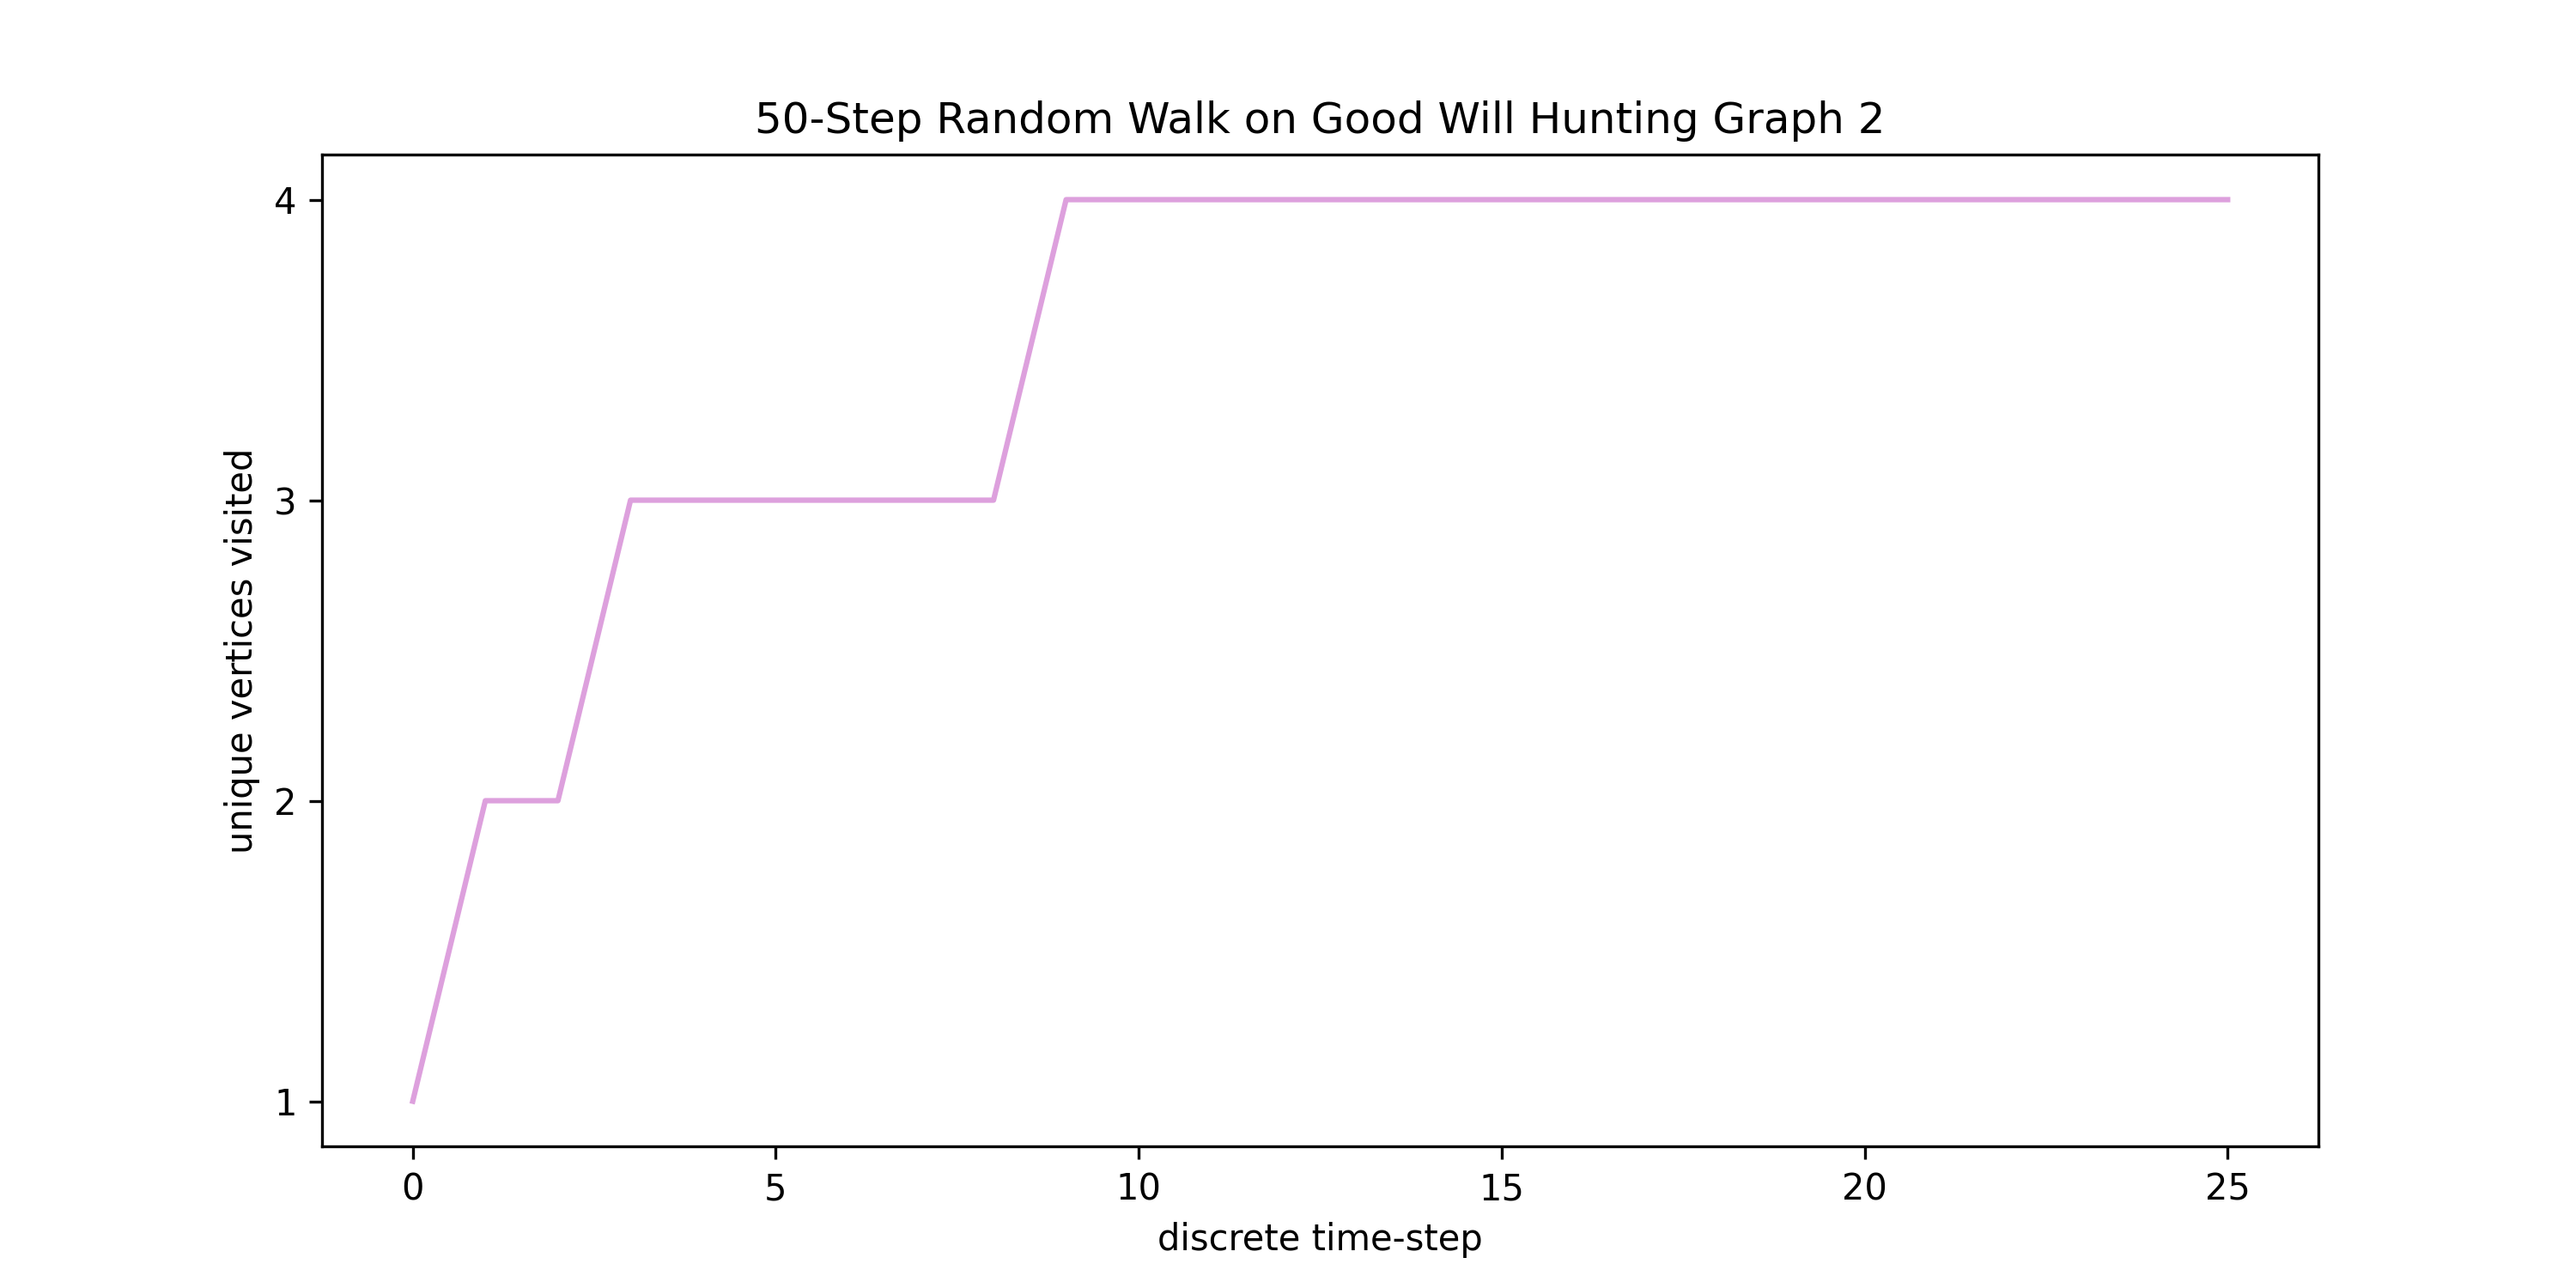 50-Step Random Walk on Good Will Hunting Graph 2
unique vertices visited
4
3
2
1
0 5 10 15 20 25
discrete time-step